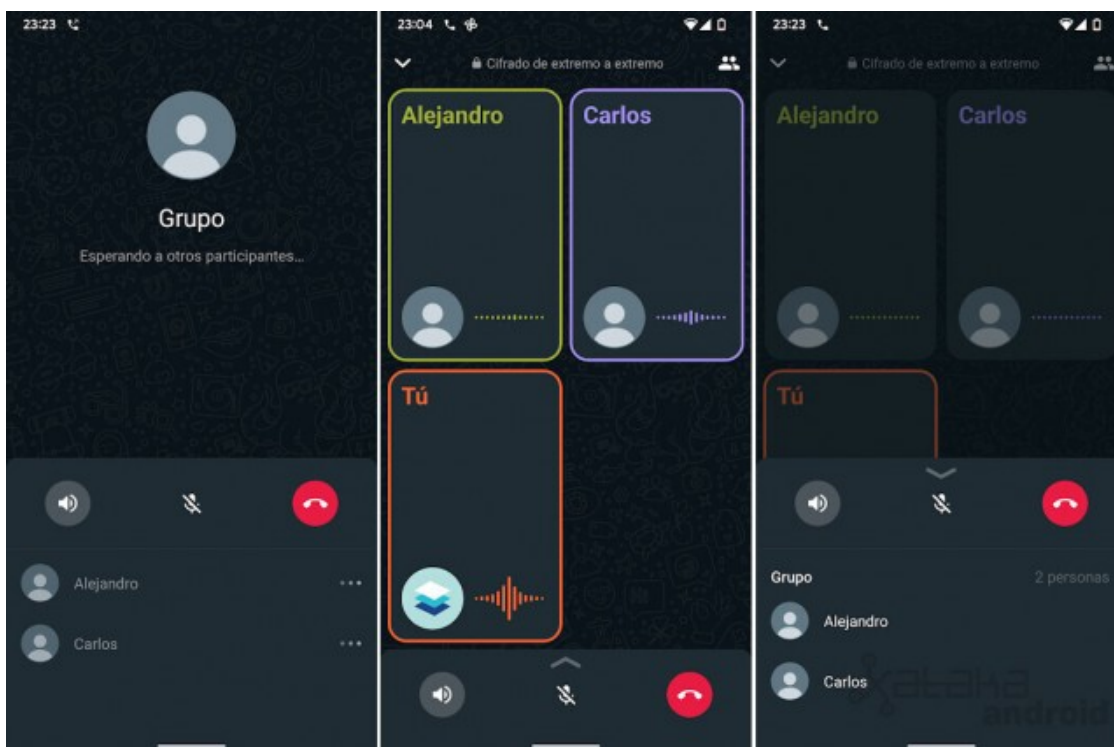 23:23
Grupo
Esperando a otros participantes...
Alejandro
Carlos
23:04
Cifrado de extremo a extremo
Alejandro
Carlos
Tú
23:23
Cifrado de extremo a extremo
Alejandro
Carlos
Tú
Grupo
2 personas
Alejandro
Carlos
xataka
android